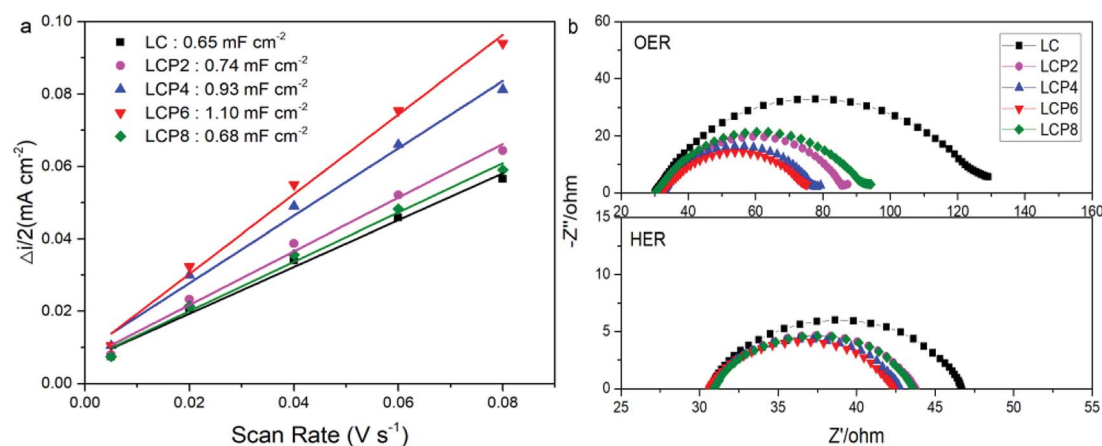 a
0.10
0.08
0.06
0.04
0.02
0.00
Δi/2(mA cm⁻²)
LC : 0.65 mF cm⁻²
LCP2 : 0.74 mF cm⁻²
LCP4 : 0.93 mF cm⁻²
LCP6 : 1.10 mF cm⁻²
LCP8 : 0.68 mF cm⁻²
0.02 0.04 0.06 0.08
Scan Rate (V s⁻¹)
b
60
40
20
0
OER
LC
LCP2
LCP4
LCP6
LCP8
20 40 60 80 100 120 140 160
-Z''/ohm
15
10
5
0
HER
25 30 35 40 45 50 55
Z'/ohm